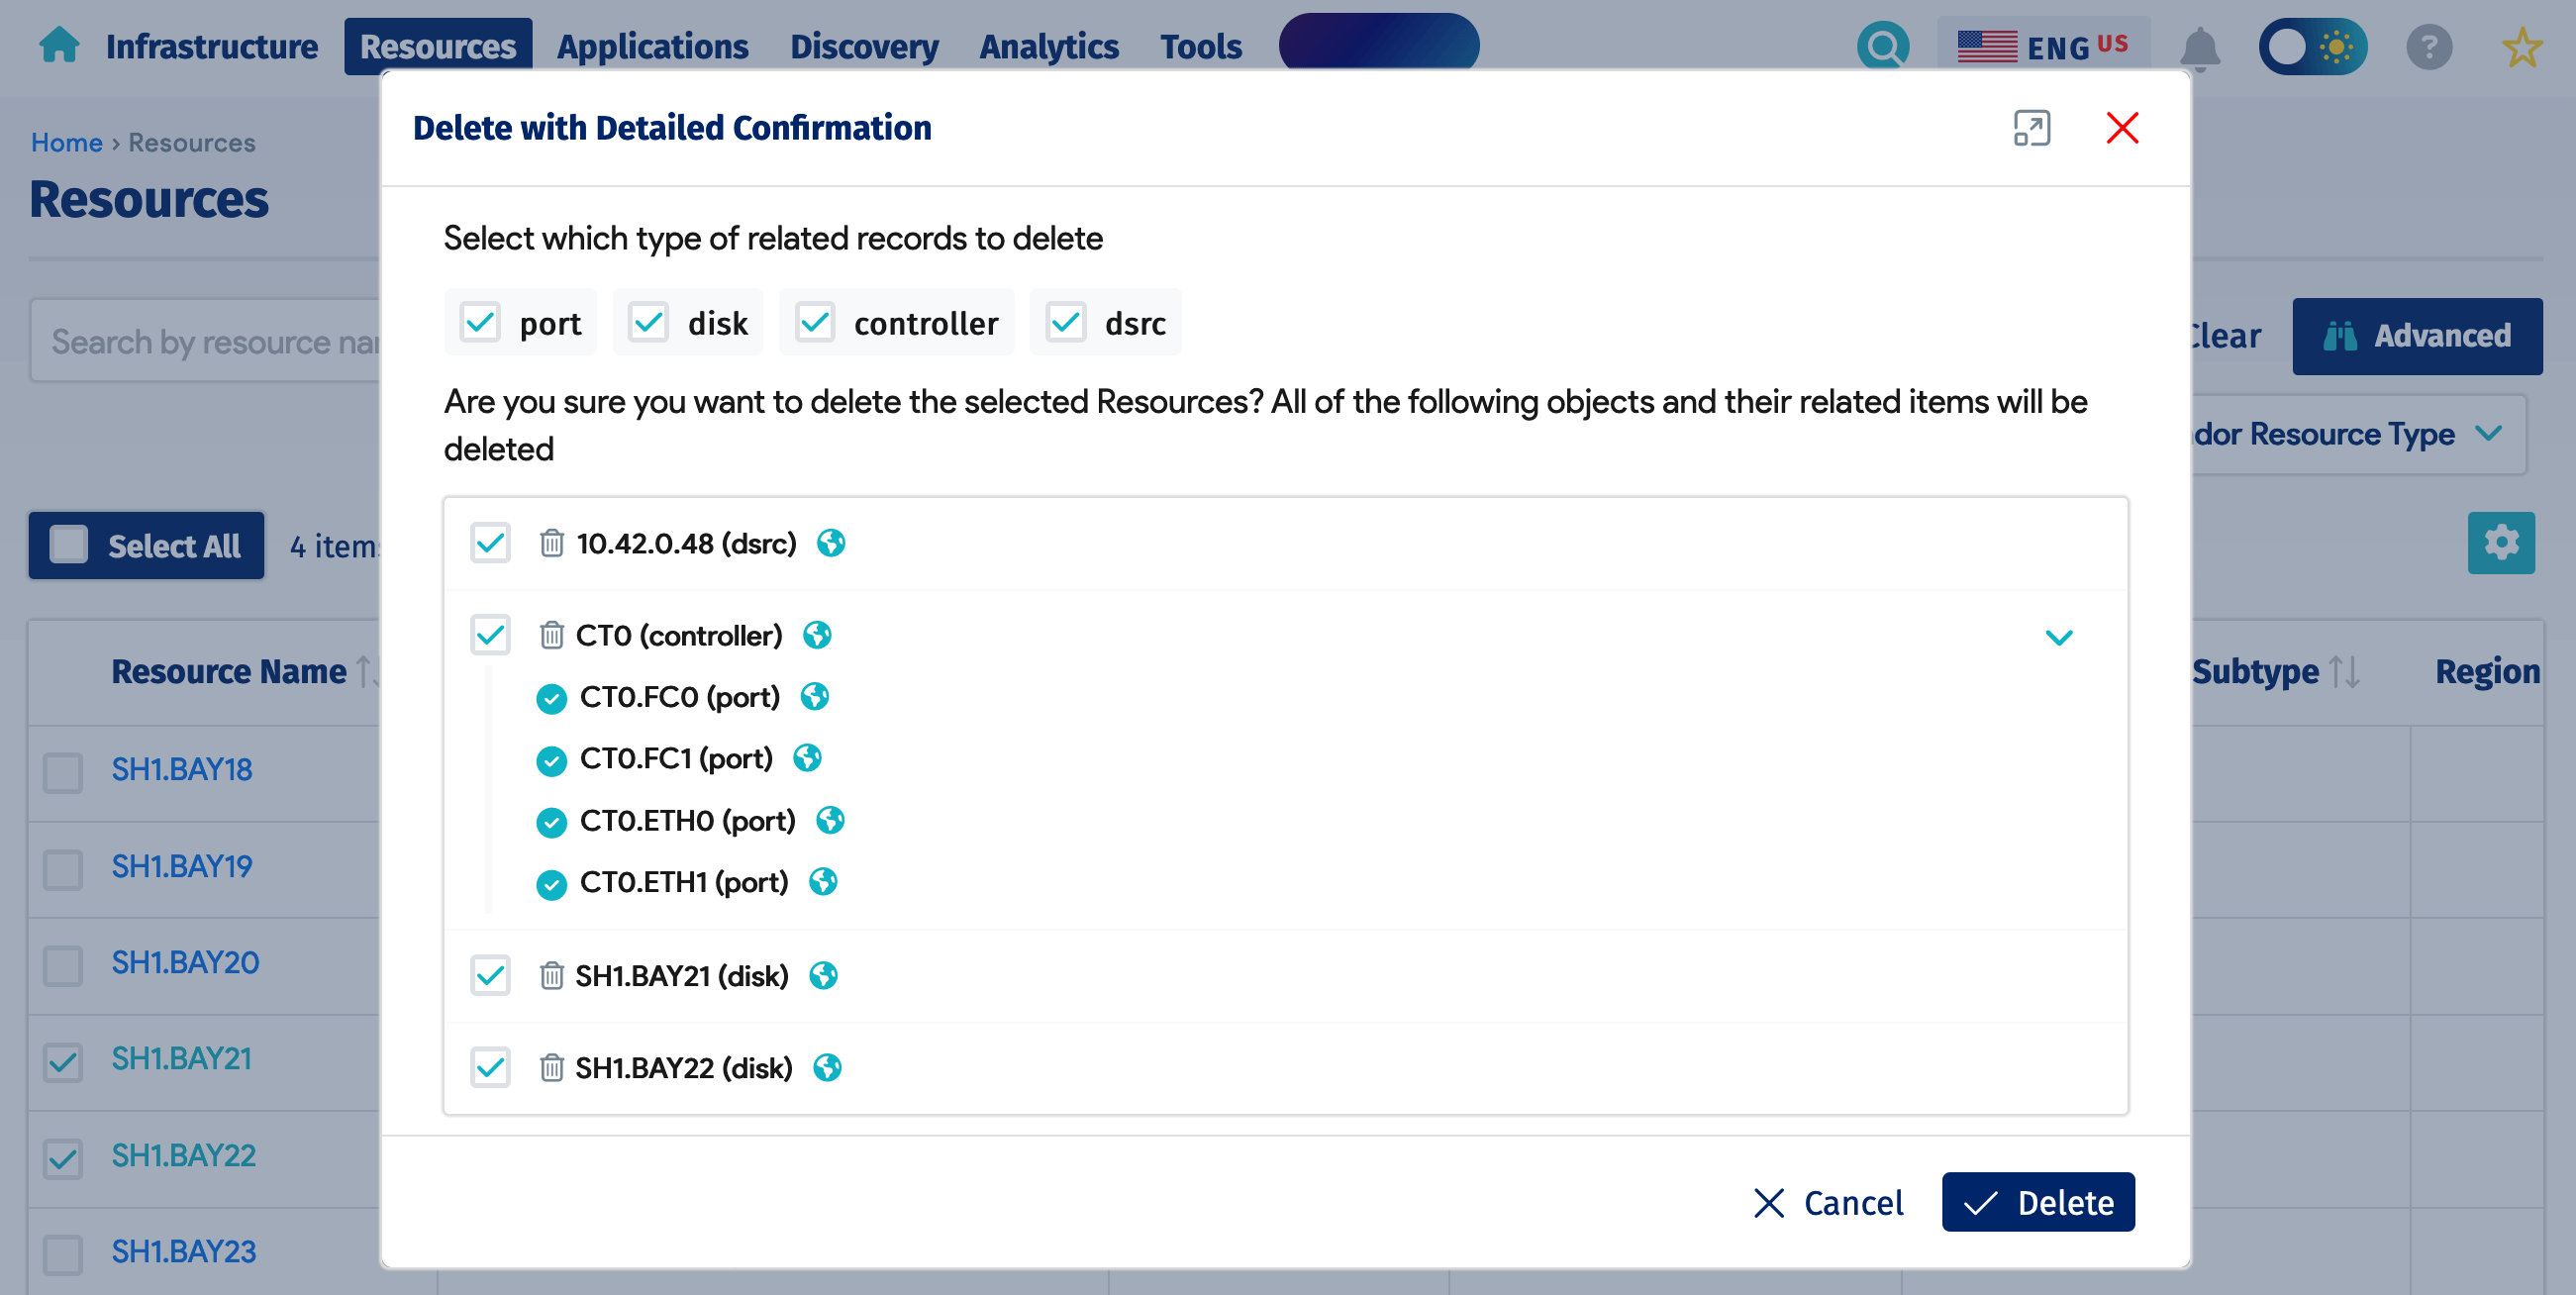 Infrastructure Resources Applications Discovery Analytics Tools ENG US ?
Home › Resources
Resources
Delete with Detailed Confirmation
Select which type of related records to delete
Search by resource
port disk controller dsrc
Clear Advanced
Are you sure you want to delete the selected Resources? All of the following objects and their related items will be
deleted
Resource Type
Select All 4
10.42.0.48 (dsrc)
CT0 (controller)
Resource Name Subtype Region
CT0.FC0 (port)
CT0.FC1 (port)
CT0.ETH0 (port)
CT0.ETH1 (port)
SH1.BAY18
SH1.BAY19
SH1.BAY20
SH1.BAY21
SH1.BAY22
SH1.BAY23
SH1.BAY21 (disk)
SH1.BAY22 (disk)
Cancel Delete